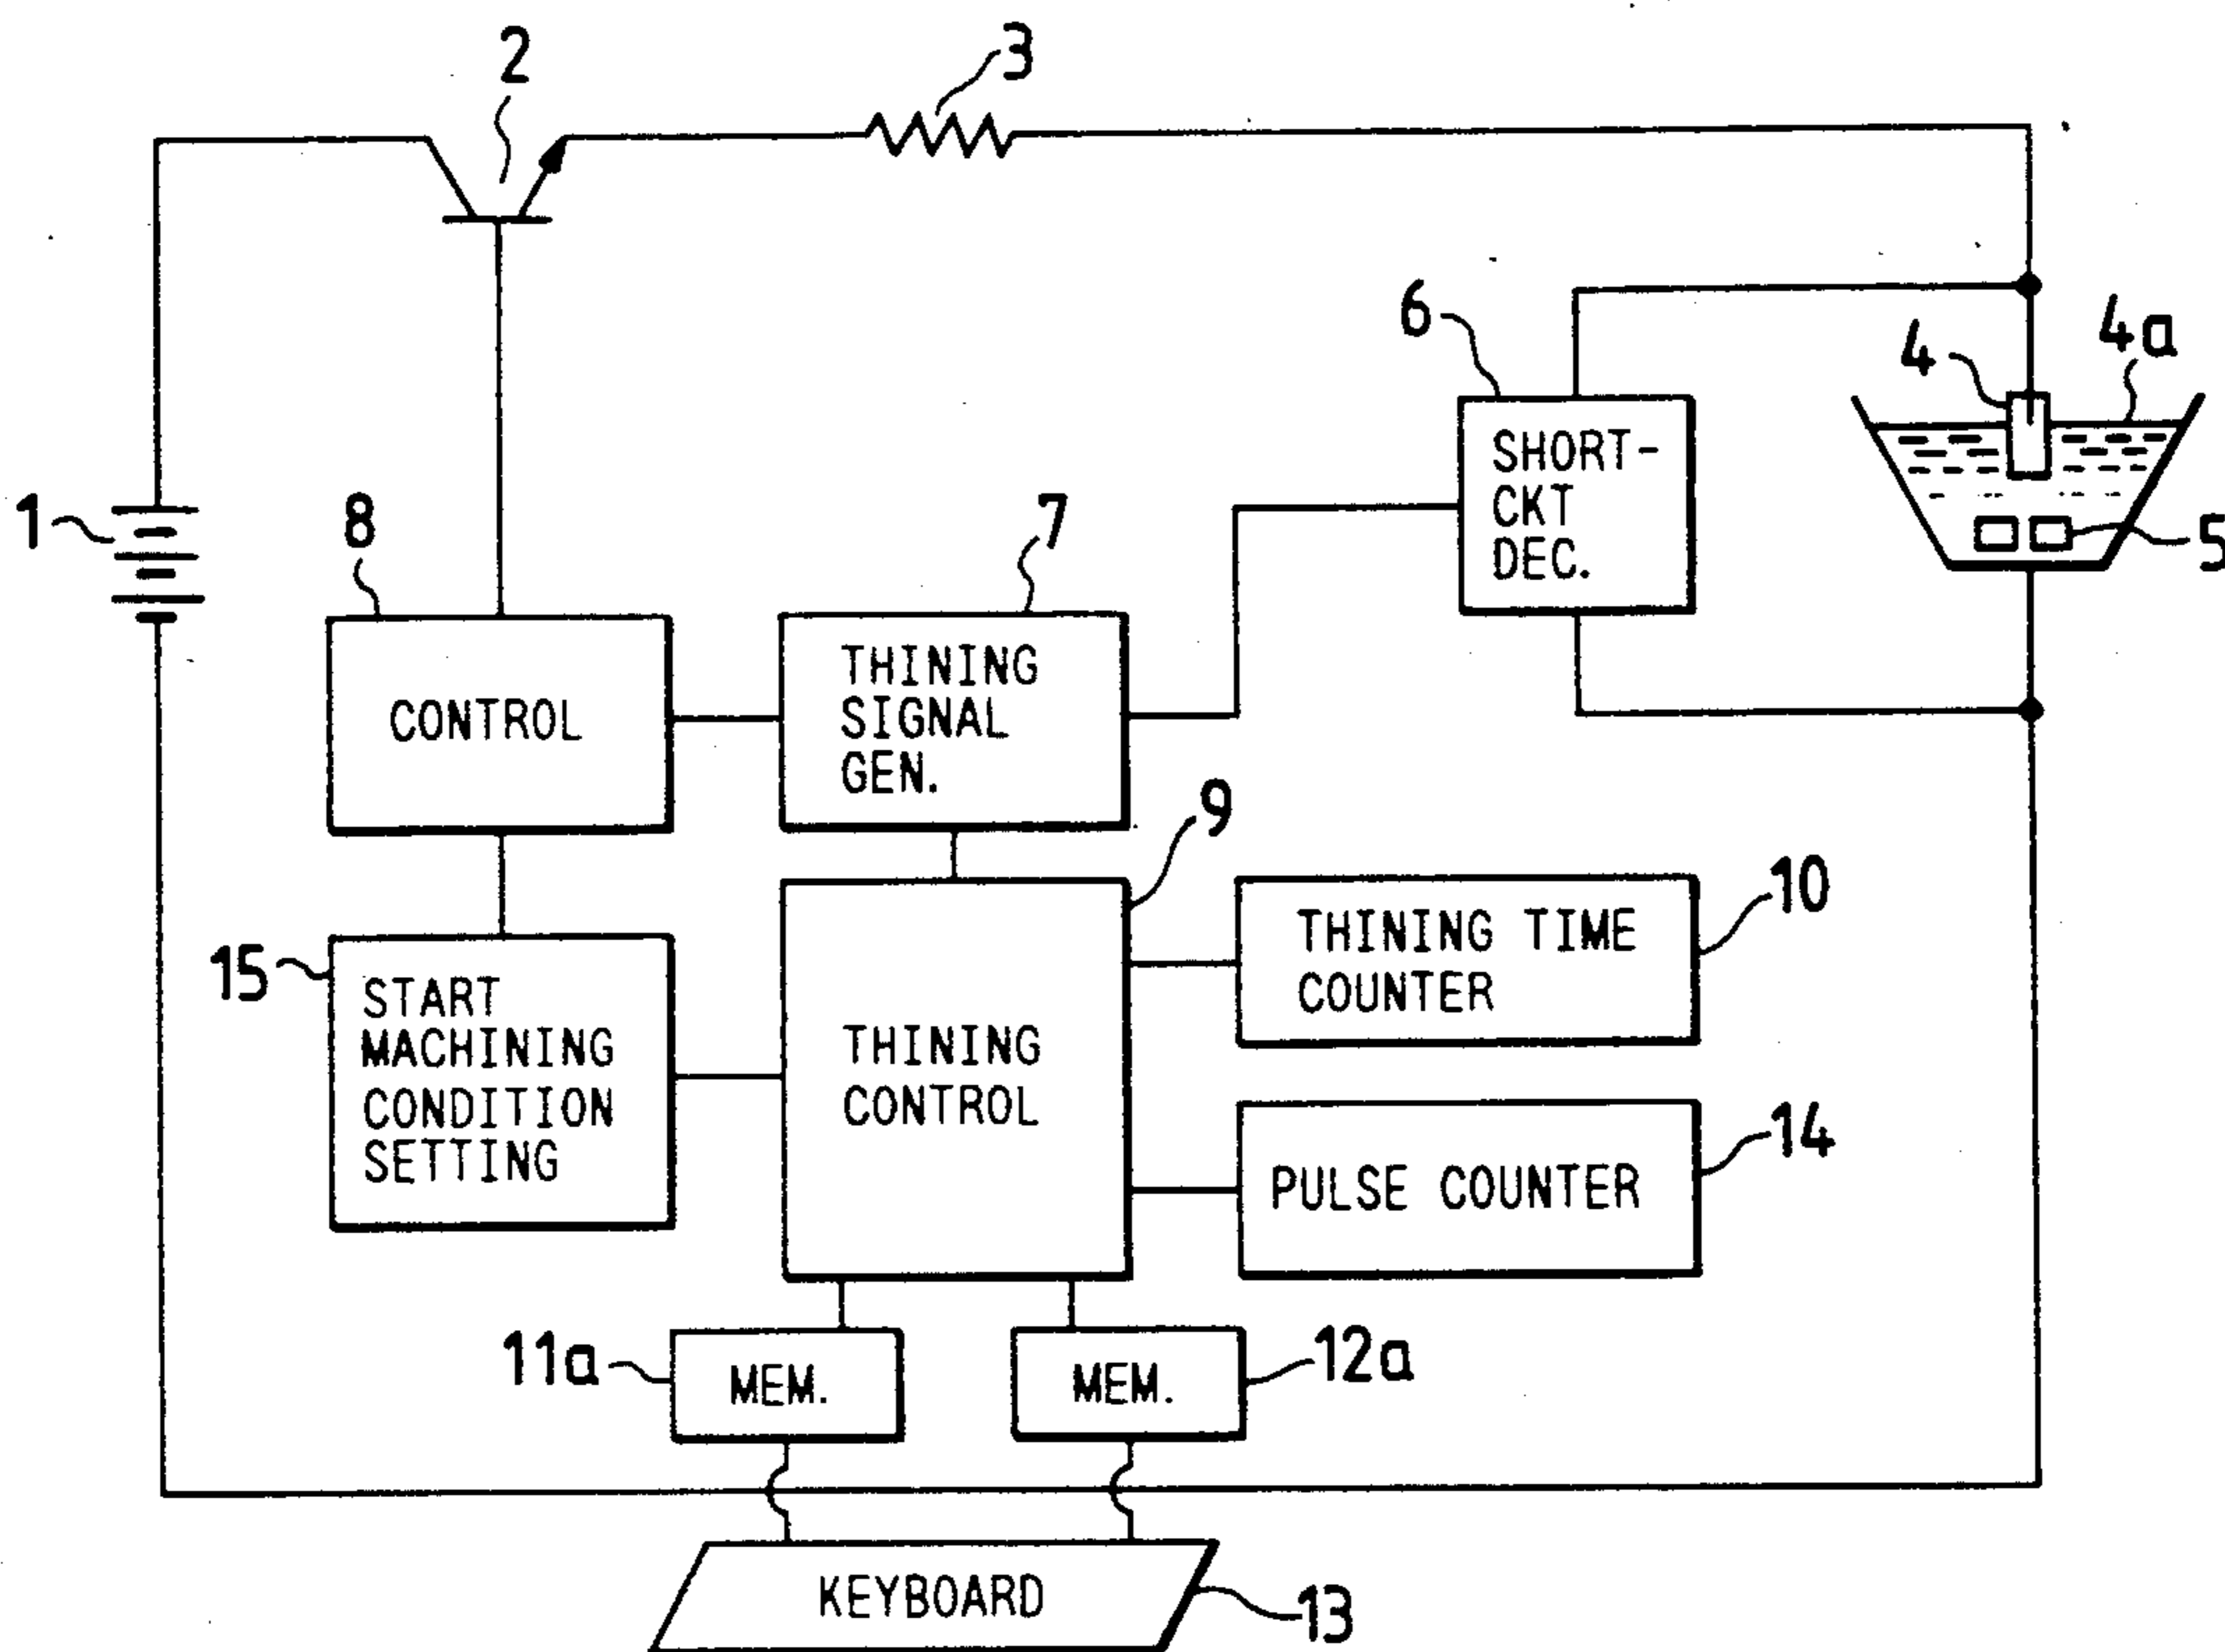 2
3
4a
6
4
SHORT-
CKT
DEC.
1
8
7
5
THINING
SIGNAL
GEN.
CONTROL
9
10
THINING TIME
COUNTER
15
START
MACHINING
CONDITION
SETTING
THINING
CONTROL
14
PULSE COUNTER
11a
MEM.
MEM.
12a
KEYBOARD
13